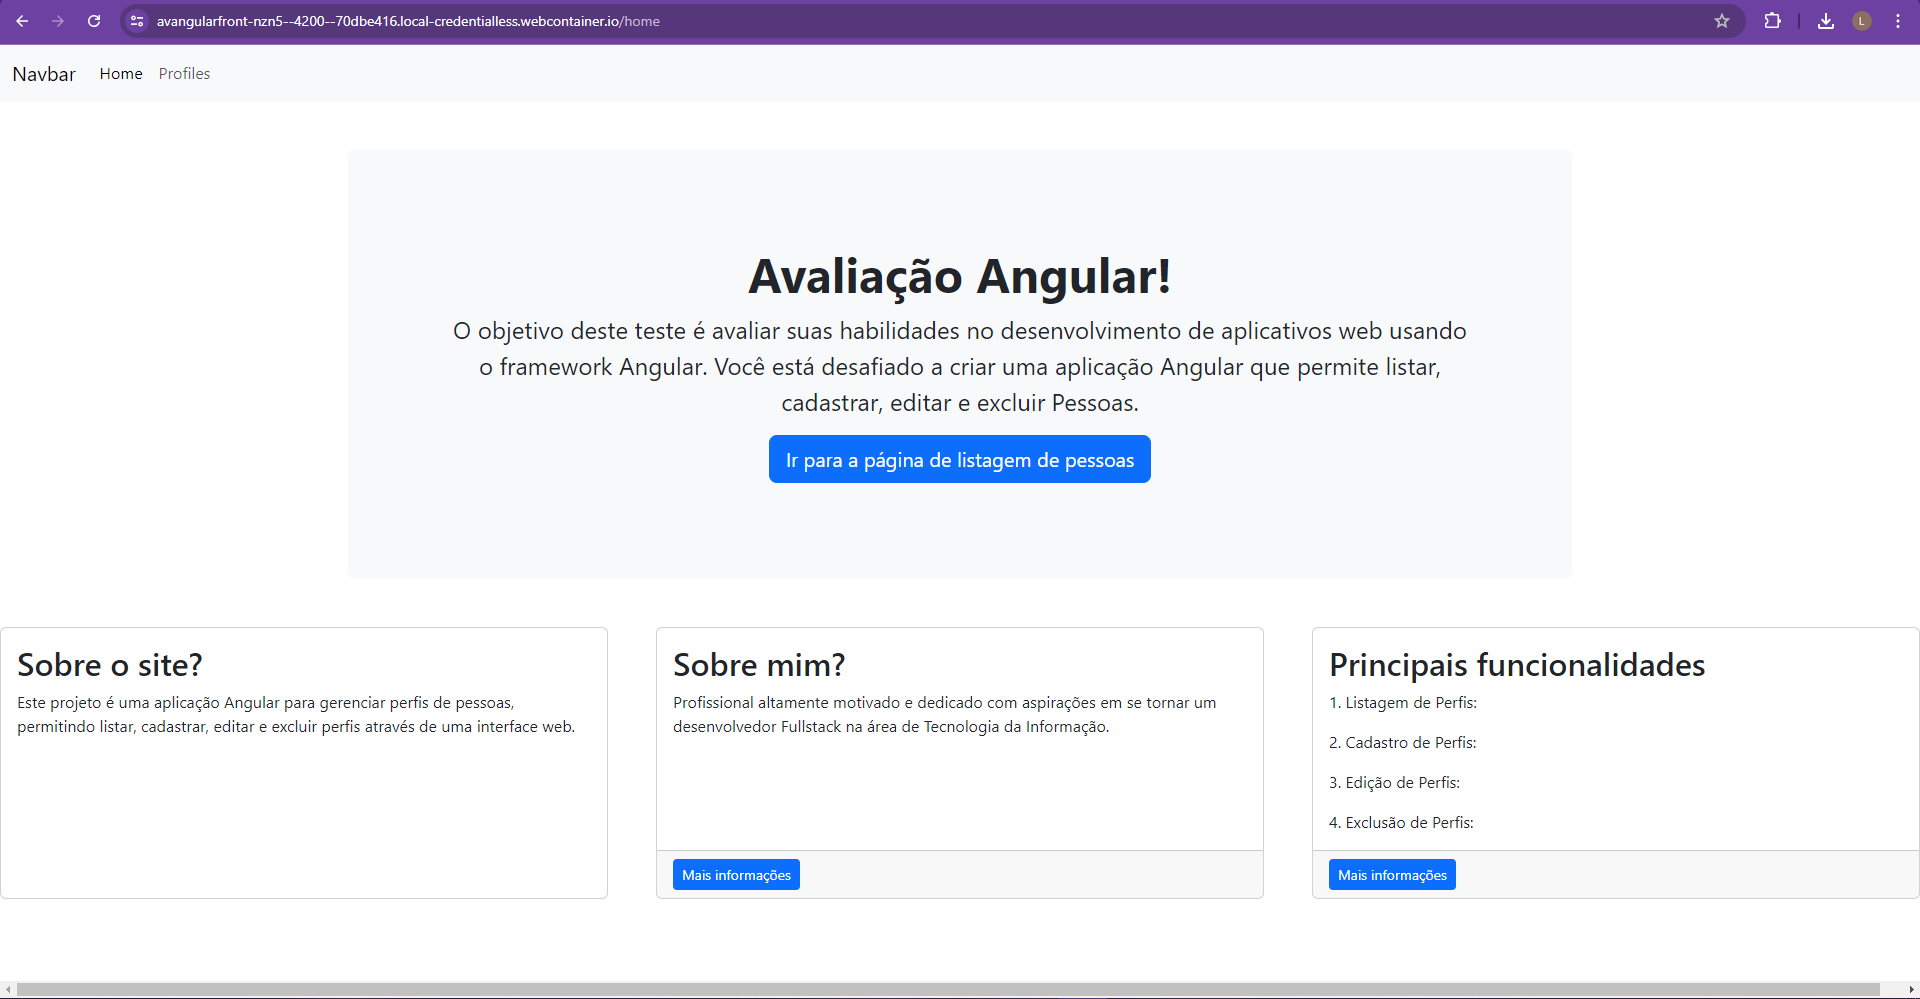 avangularfront-nzn5--4200--70dbe416.local-credentialless.webcontainer.io/home
L
Navbar Home Profiles
Avaliação Angular!
O objetivo deste teste é avaliar suas habilidades no desenvolvimento de aplicativos web usando
o framework Angular. Você está desafiado a criar uma aplicação Angular que permite listar,
cadastrar, editar e excluir Pessoas.
Ir para a página de listagem de pessoas
Sobre o site?
Este projeto é uma aplicação Angular para gerenciar perfis de pessoas,
permitindo listar, cadastrar, editar e excluir perfis através de uma interface web.
Sobre mim?
Profissional altamente motivado e dedicado com aspirações em se tornar um
desenvolvedor Fullstack na área de Tecnologia da Informação.
Mais informações
Principais funcionalidades
1. Listagem de Perfis:
2. Cadastro de Perfis:
3. Edição de Perfis:
4. Exclusão de Perfis:
Mais informações